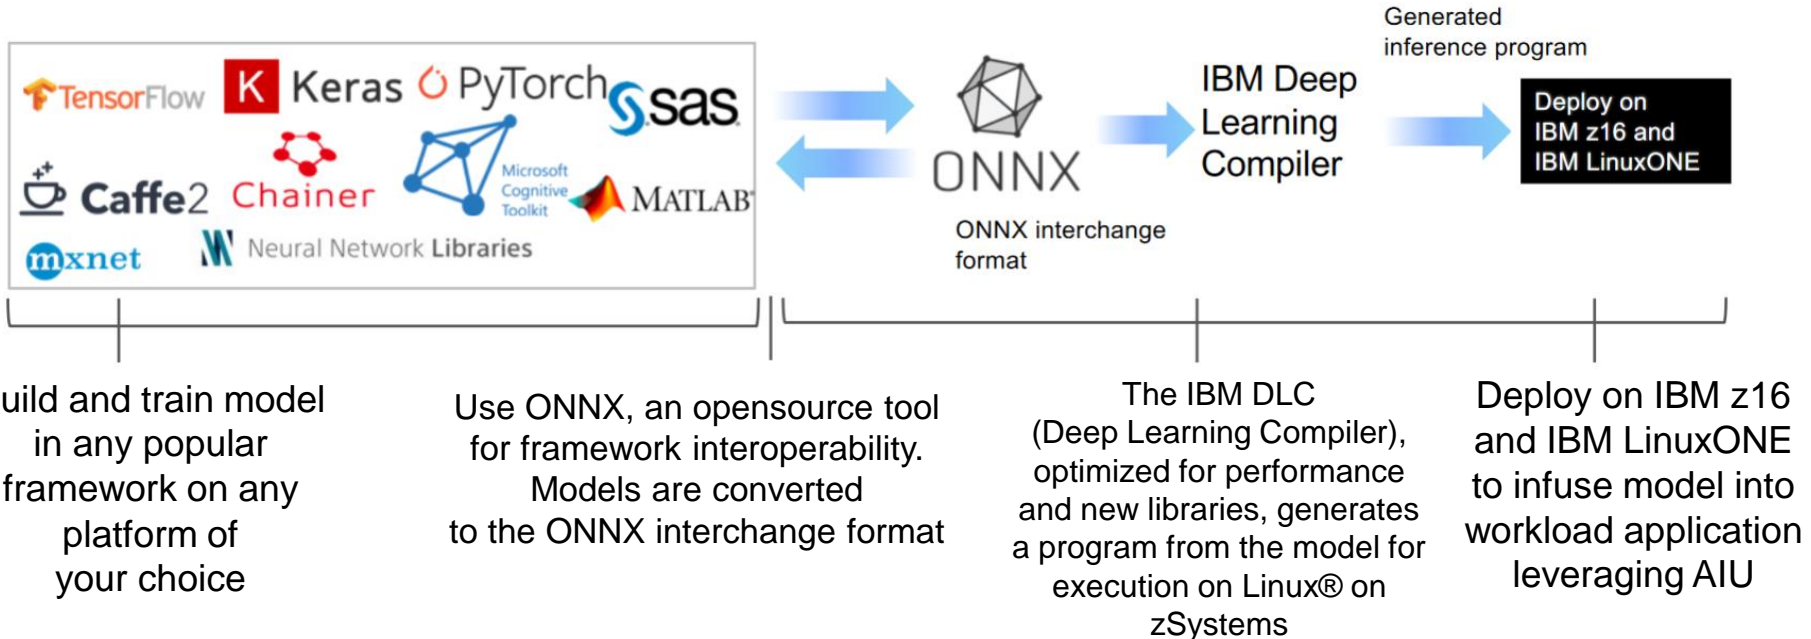 TensorFlow
K Keras
PyTorch
sas
Caffe2
Chainer
Microsoft
Cognitive
Toolkit
MATLAB®
mxnet
Neural Network Libraries
ONNX
ONNX interchange
format
IBM Deep
Learning
Compiler
Generated
inference program
Deploy on
IBM z16 and
IBM LinuxONE
uild and train model
in any popular
framework on any
platform of
your choice
Use ONNX, an opensource tool
for framework interoperability.
Models are converted
to the ONNX interchange format
The IBM DLC
(Deep Learning Compiler),
optimized for performance
and new libraries, generates
a program from the model for
execution on Linux® on
zSystems
Deploy on IBM z16
and IBM LinuxONE
to infuse model into
workload application
leveraging AIU